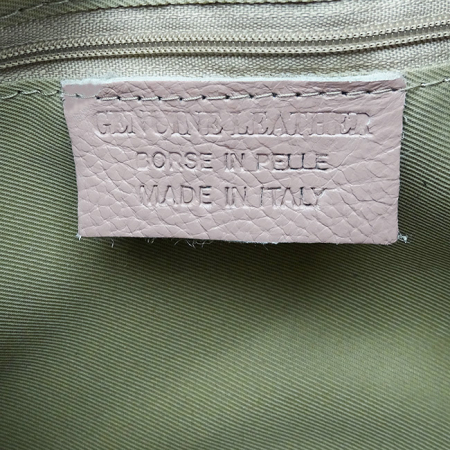 GENUINE LEATHER
BORSE IN PELLE
MADE IN ITALY